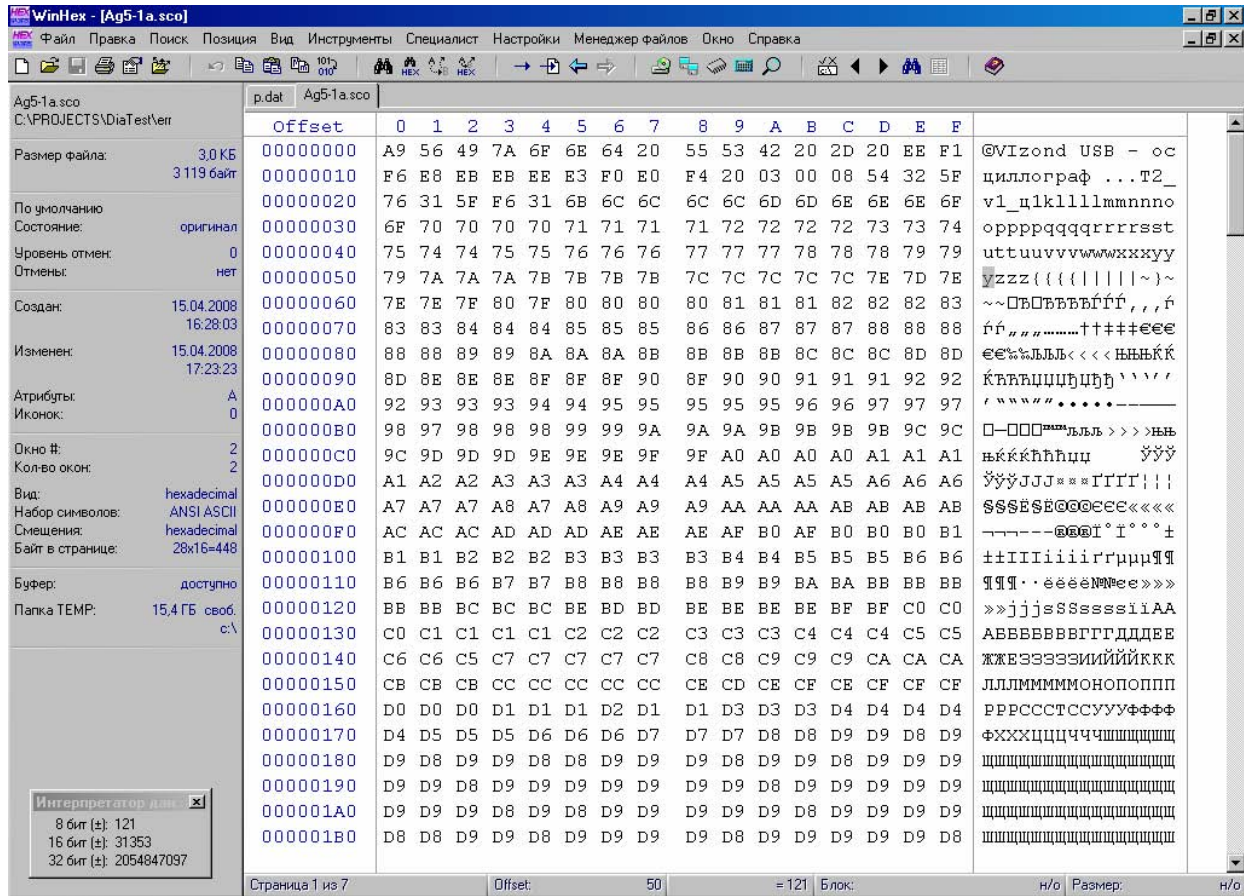 WinHex - [Ag5-1a.sco]
Файл Правка Поиск Позиция Вид Инструменты Специалист Настройки Менеджер файлов Окно Справка
Ag5-1a.sco
C:\PROJECTS\DiaTest\err
Размер файла: 3,0 КБ
3 119 байт
По умолчанию
Состояние: оригинал
Уровень отмен: 0
Отмены: нет
Создан: 15.04.2008
16:28:03
Изменен: 15.04.2008
17:23:23
Атрибуты: A
Иконок: 0
Окно #: 2
Кол-во окон: 2
Вид: hexadecimal
Набор символов: ANSI ASCII
Смещения: hexadecimal
Байт в странице: 28x16=448
Буфер: доступно
Папка TEMP: 15,4 ГБ своб.
c:\
8 бит (±): 121
16 бит (±): 31353
32 бит (±): 2054847097
p.dat Ag5-1a.sco
Offset 0 1 2 3 4 5 6 7 8 9 A B C D E F
00000000 A9 56 49 7A 6F 6E 64 20 55 53 42 20 2D 20 EE F1 ©VIzond USB - ос
00000010 F6 E8 EB EB EE E3 F0 E0 F4 20 03 00 08 54 32 5F циллограф ...T2_
00000020 76 31 5F F6 31 6B 6C 6C 6C 6C 6D 6D 6E 6E 6E 6F v1_ц1kllllmmnnno
00000030 6F 70 70 70 70 71 71 71 71 72 72 72 72 73 73 74 oppppqqqqrrrrsst
00000040 75 74 74 75 75 76 76 76 77 77 77 78 78 78 79 79 uttuuvvvwwwxxxyy
00000050 79 7A 7A 7A 7B 7B 7B 7B 7C 7C 7C 7C 7C 7E 7D 7E yzzz{{{{|||||~}~
00000060 7E 7E 7F 80 7F 80 80 80 80 81 81 81 82 82 82 83
00000070 83 83 84 84 84 85 85 85 86 86 87 87 87 88 88 88
00000080 88 88 89 89 8A 8A 8A 8B 8B 8B 8B 8C 8C 8C 8D 8D
00000090 8D 8E 8E 8E 8F 8F 8F 90 8F 90 90 91 91 91 92 92
000000A0 92 93 93 93 94 94 95 95 95 95 95 96 96 97 97 97
000000B0 98 97 98 98 98 99 99 9A 9A 9A 9B 9B 9B 9B 9C 9C
000000C0 9C 9D 9D 9D 9E 9E 9E 9F 9F A0 A0 A0 A0 A1 A1 A1
000000D0 A1 A2 A2 A3 A3 A3 A4 A4 A4 A5 A5 A5 A5 A6 A6 A6
000000E0 A7 A7 A7 A8 A7 A8 A9 A9 A9 AA AA AA AB AB AB AB
000000F0 AC AC AC AD AD AD AE AE AE AF B0 AF B0 B0 B0 B1
00000100 B1 B1 B2 B2 B2 B3 B3 B3 B3 B4 B4 B5 B5 B5 B6 B6
00000110 B6 B6 B6 B7 B7 B8 B8 B8 B8 B9 B9 BA BA BB BB BB
00000120 BB BB BC BC BC BE BD BD BE BE BE BE BF BF C0 C0
00000130 C0 C1 C1 C1 C1 C2 C2 C2 C3 C3 C3 C4 C4 C4 C5 C5 АББББВВВГГГДДДЕЕ
00000140 C6 C6 C5 C7 C7 C7 C7 C7 C8 C8 C9 C9 C9 CA CA CA ЖЖЕЗЗЗЗЗИИЙЙЙККК
00000150 CB CB CB CC CC CC CC CC CE CD CE CF CE CF CF CF ЛЛЛМММММОНОПОППП
00000160 D0 D0 D0 D1 D1 D1 D2 D1 D1 D3 D3 D3 D4 D4 D4 D4 РРРСССТССУУУФФФФ
00000170 D4 D5 D5 D5 D6 D6 D6 D7 D7 D7 D8 D8 D9 D9 D8 D9 ФХХХЦЦЦЧЧЧШШЩЩШЩ
00000180 D9 D8 D9 D9 D8 D8 D9 D9 D9 D9 D9 D8 D9 D9 D9 D9
00000190 D9 D9 D8 D9 D9 D9 D9 D9 D9 D9 D8 D9 D9 D9 D9 D9
000001A0 D9 D9 D9 D8 D9 D8 D9 D9 D9 D9 D9 D9 D9 D9 D9 D9
000001B0 D8 D8 D9 D9 D8 D9 D9 D9 D9 D8 D9 D9 D9 D9 D9 D8
Страница 1 из 7 Offset: 50 = 121 Блок: н/о Размер: н/о